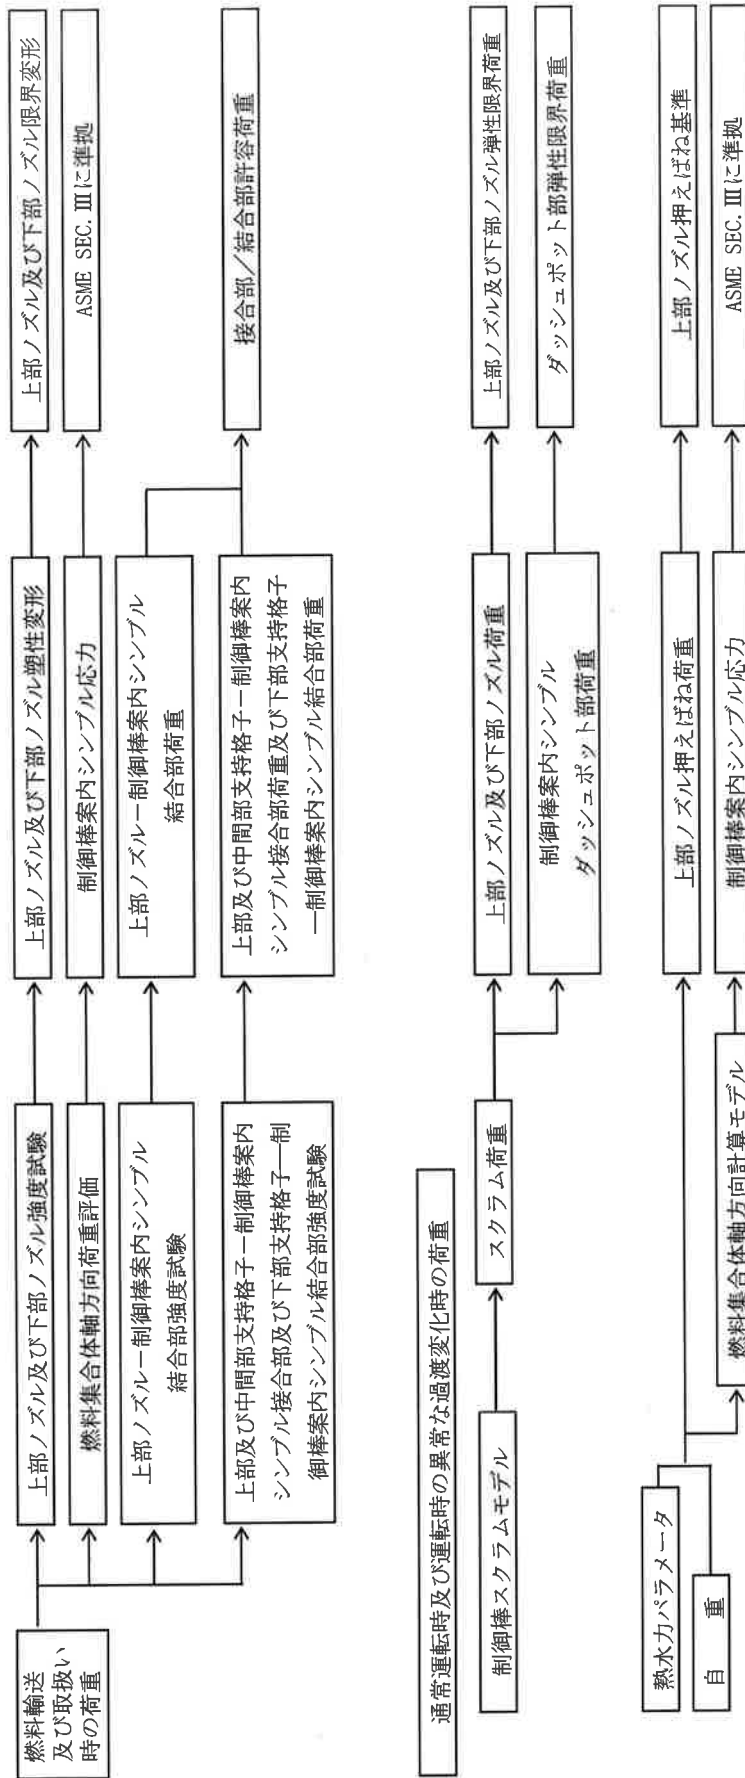 燃料輸送
及び取扱い
時の荷重
上部ノズル及び下部ノズル強度試験
上部ノズル及び下部ノズル塑性変形
上部ノズル及び下部ノズル限界変形
燃料集合体軸方向荷重評価
制御棒案内シンブル応力
ASME SEC.Ⅲに準拠
上部ノズルー制御棒案内シンブル
結合部強度試験
上部ノズルー制御棒案内シンブル
結合部荷重
上部及び中間部支持格子ー制御棒案内
シンブル接合部及び下部支持格子ー制
御棒案内シンブル結合部強度試験
上部及び中間部支持格子ー制御棒案内
シンブル接合部荷重及び下部支持格子
ー制御棒案内シンブル結合部荷重
接合部／結合部許容荷重
通常運転時及び運転時の異常な過渡変化時の荷重
制御棒スクラムモデル
スクラム荷重
上部ノズル及び下部ノズル荷重
上部ノズル及び下部ノズル弾性限界荷重
制御棒案内シンブル
ダッシュポット部荷重
ダッシュポット部弾性限界荷重
熱水力パラメータ
自　重
上部ノズル押えばね荷重
上部ノズル押えばね基準
燃料集合体軸方向計算モデル
制御棒案内シンブル応力
ASME SEC.Ⅲに準拠